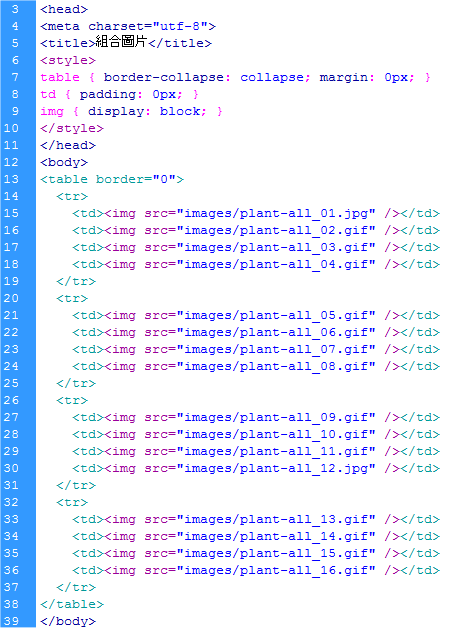 3 <head>
4 <meta charset="utf-8">
5 <title>組合圖片</title>
6 <style>
7 table { border-collapse: collapse; margin: 0px; }
8 td { padding: 0px; }
9 img { display: block; }
10 </style>
11 </head>
12 <body>
13 <table border="0">
14   <tr>
15     <td><img src="images/plant-all_01.jpg" /></td>
16     <td><img src="images/plant-all_02.gif" /></td>
17     <td><img src="images/plant-all_03.gif" /></td>
18     <td><img src="images/plant-all_04.gif" /></td>
19   </tr>
20   <tr>
21     <td><img src="images/plant-all_05.gif" /></td>
22     <td><img src="images/plant-all_06.gif" /></td>
23     <td><img src="images/plant-all_07.gif" /></td>
24     <td><img src="images/plant-all_08.gif" /></td>
25   </tr>
26   <tr>
27     <td><img src="images/plant-all_09.gif" /></td>
28     <td><img src="images/plant-all_10.gif" /></td>
29     <td><img src="images/plant-all_11.gif" /></td>
30     <td><img src="images/plant-all_12.jpg" /></td>
31   </tr>
32   <tr>
33     <td><img src="images/plant-all_13.gif" /></td>
34     <td><img src="images/plant-all_14.gif" /></td>
35     <td><img src="images/plant-all_15.gif" /></td>
36     <td><img src="images/plant-all_16.gif" /></td>
37   </tr>
38 </table>
39 </body>